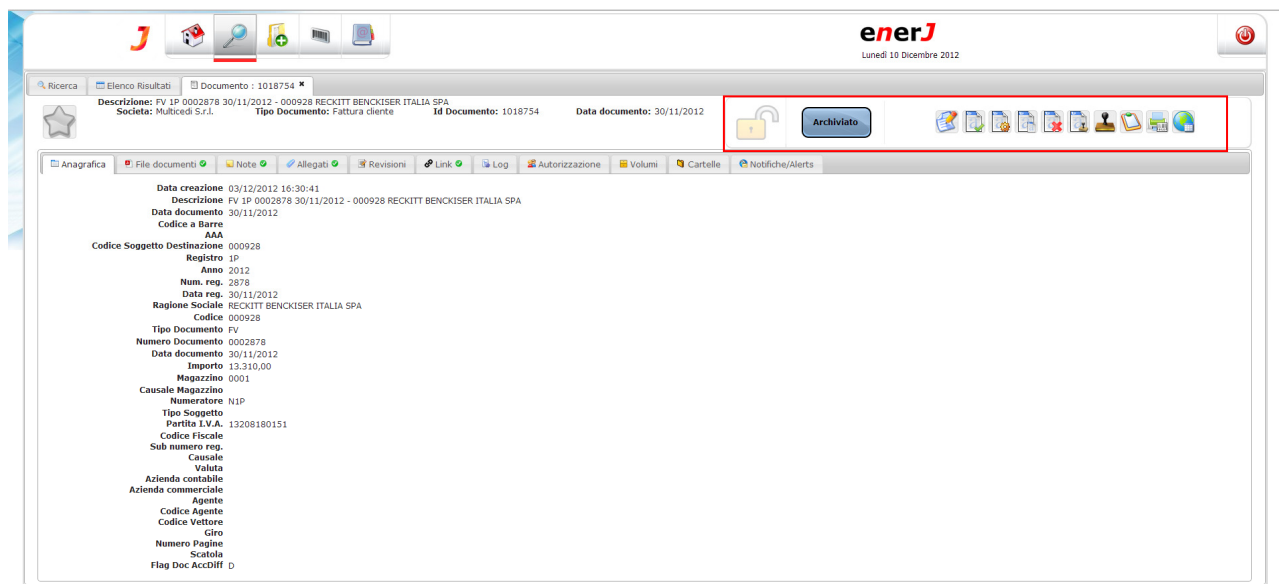 J
enerJ
Lunedì 10 Dicembre 2012
Ricerca Elenco Risultati Documento : 1018754
Descrizione: FV 1P 0002878 30/11/2012 - 000928 RECKITT BENCKISER ITALIA SPA
Societa: Multicedi S.r.l. Tipo Documento: Fattura cliente Id Documento: 1018754 Data documento: 30/11/2012
Archiviato
Anagrafica File documenti Note Allegati Revisioni Link Log Autorizzazione Volumi Cartelle Notifiche/Alerts
Data creazione 03/12/2012 16:30:41
Descrizione FV 1P 0002878 30/11/2012 - 000928 RECKITT BENCKISER ITALIA SPA
Data documento 30/11/2012
Codice a Barre
AAA
Codice Soggetto Destinazione 000928
Registro 1P
Anno 2012
Num. reg. 2878
Data reg. 30/11/2012
Ragione Sociale RECKITT BENCKISER ITALIA SPA
Codice 000928
Tipo Documento FV
Numero Documento 0002878
Data documento 30/11/2012
Importo 13.310,00
Magazzino 0001
Causale Magazzino
Numeratore N1P
Tipo Soggetto
Partita I.V.A. 13208180151
Codice Fiscale
Sub numero reg.
Causale
Valuta
Azienda contabile
Azienda commerciale
Agente
Codice Agente
Codice Vettore
Giro
Numero Pagine
Scatola
Flag Doc AccDiff D